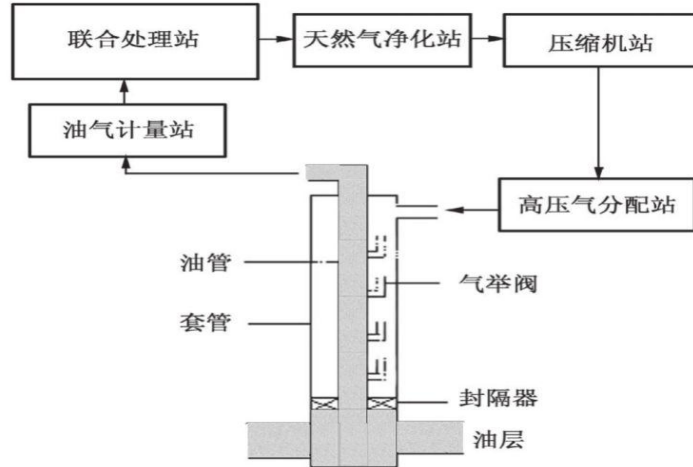 联合处理站
天然气净化站
压缩机站
油气计量站
高压气分配站
油管
气举阀
套管
封隔器
油层